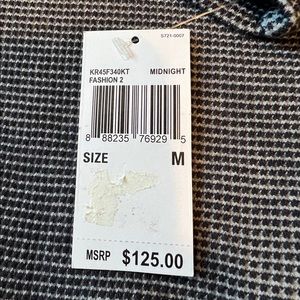 S721-0007
KR45F340KT MIDNIGHT
FASHION 2
8 88235 76929 5
SIZE M
MSRP $125.00